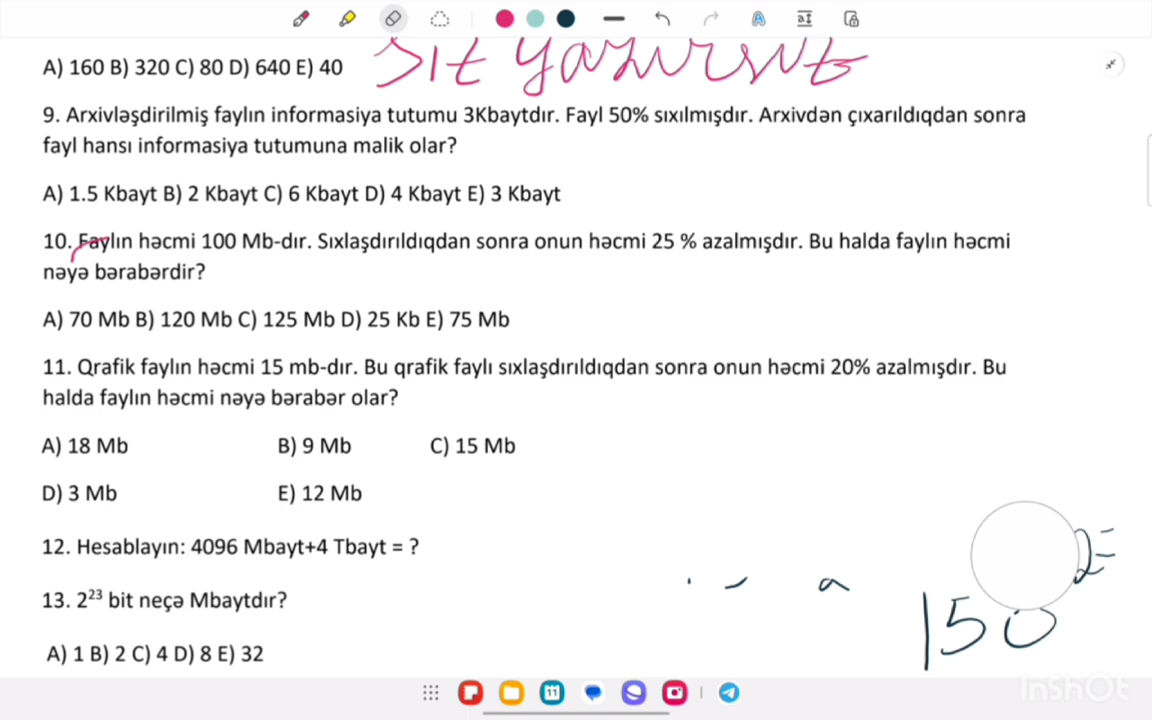 A) 160 B) 320 C) 80 D) 640 E) 40
siz yazırsız
9. Arxivləşdirilmiş faylın informasiya tutumu 3Kbaytdır. Fayl 50% sıxılmışdır. Arxivdən çıxarıldıqdan sonra
fayl hansı informasiya tutumuna malik olar?
A) 1.5 Kbayt B) 2 Kbayt C) 6 Kbayt D) 4 Kbayt E) 3 Kbayt
10. Faylın həcmi 100 Mb-dır. Sıxlaşdırıldıqdan sonra onun həcmi 25 % azalmışdır. Bu halda faylın həcmi
nəyə bərabərdir?
A) 70 Mb B) 120 Mb C) 125 Mb D) 25 Kb E) 75 Mb
11. Qrafik faylın həcmi 15 mb-dır. Bu qrafik faylı sıxlaşdırıldıqdan sonra onun həcmi 20% azalmışdır. Bu
halda faylın həcmi nəyə bərabər olar?
A) 18 Mb B) 9 Mb C) 15 Mb
D) 3 Mb E) 12 Mb
12. Hesablayın: 4096 Mbayt+4 Tbayt = ?
2=
13. 2²³ bit neçə Mbaytdır?
150
A) 1 B) 2 C) 4 D) 8 E) 32
11
InShOt